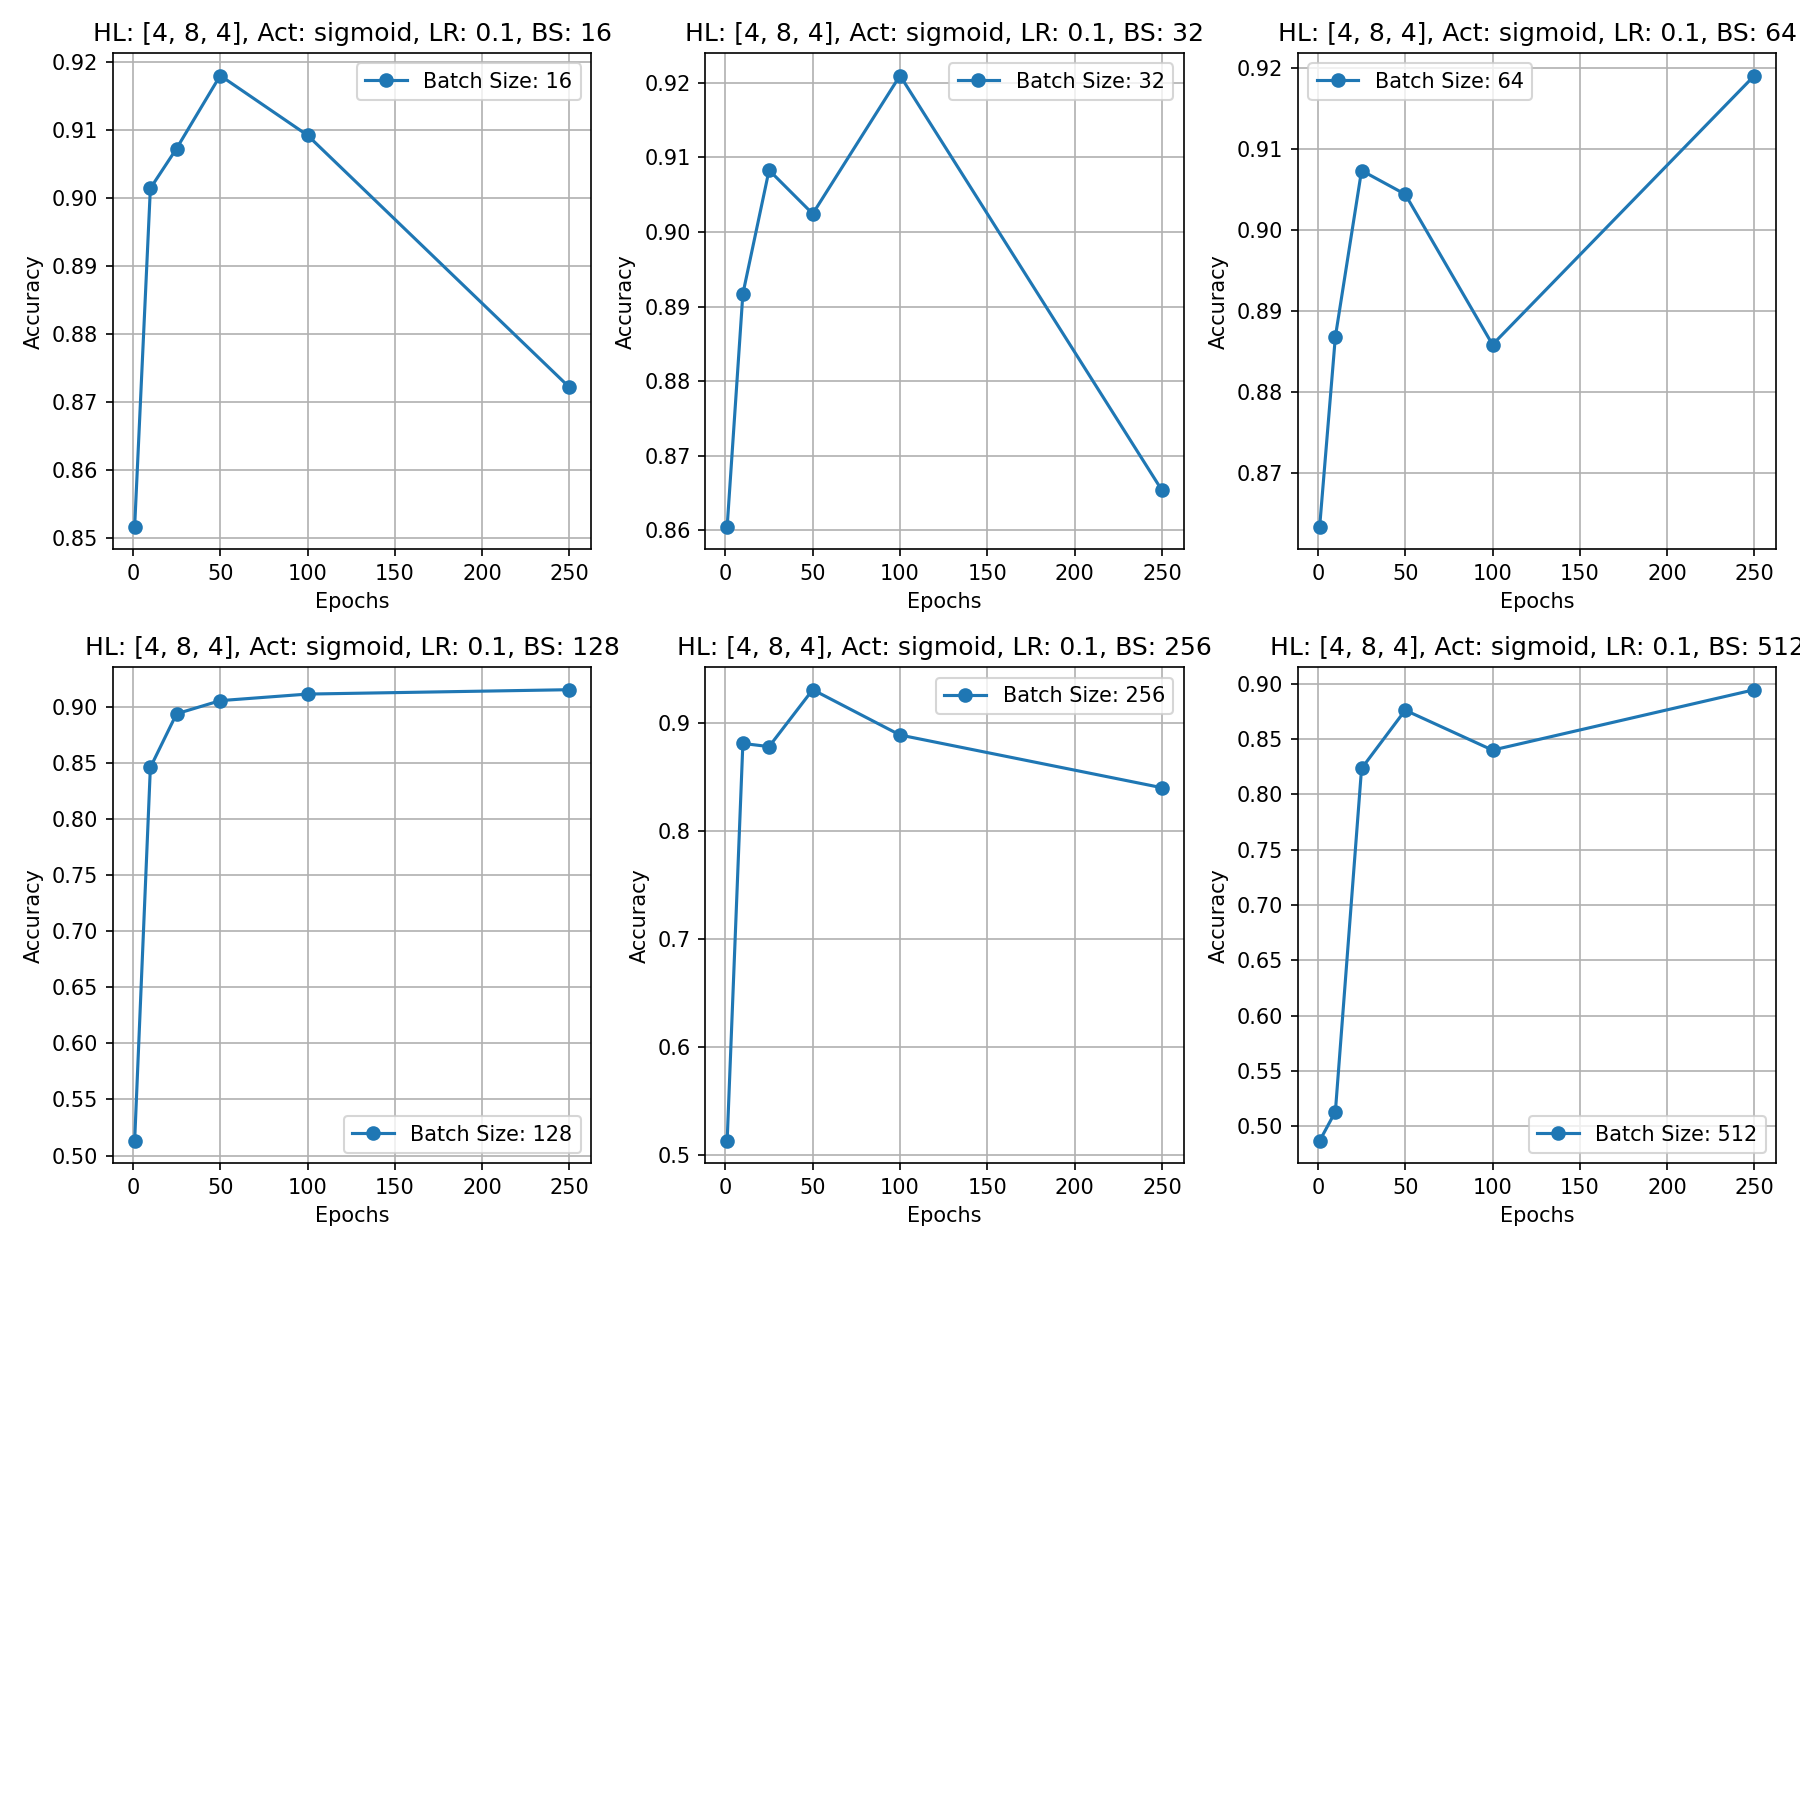 HL: [4, 8, 4], Act: sigmoid, LR: 0.1, BS: 16
Batch Size: 16
Accuracy
0.92
0.91
0.90
0.89
0.88
0.87
0.86
0.85
0 50 100 150 200 250
Epochs
HL: [4, 8, 4], Act: sigmoid, LR: 0.1, BS: 32
Batch Size: 32
Accuracy
0.92
0.91
0.90
0.89
0.88
0.87
0.86
0 50 100 150 200 250
Epochs
HL: [4, 8, 4], Act: sigmoid, LR: 0.1, BS: 64
Batch Size: 64
Accuracy
0.92
0.91
0.90
0.89
0.88
0.87
0 50 100 150 200 250
Epochs
HL: [4, 8, 4], Act: sigmoid, LR: 0.1, BS: 128
Batch Size: 128
Accuracy
0.90
0.85
0.80
0.75
0.70
0.65
0.60
0.55
0.50
0 50 100 150 200 250
Epochs
HL: [4, 8, 4], Act: sigmoid, LR: 0.1, BS: 256
Batch Size: 256
Accuracy
0.9
0.8
0.7
0.6
0.5
0 50 100 150 200 250
Epochs
HL: [4, 8, 4], Act: sigmoid, LR: 0.1, BS: 512
Batch Size: 512
Accuracy
0.90
0.85
0.80
0.75
0.70
0.65
0.60
0.55
0.50
0 50 100 150 200 250
Epochs